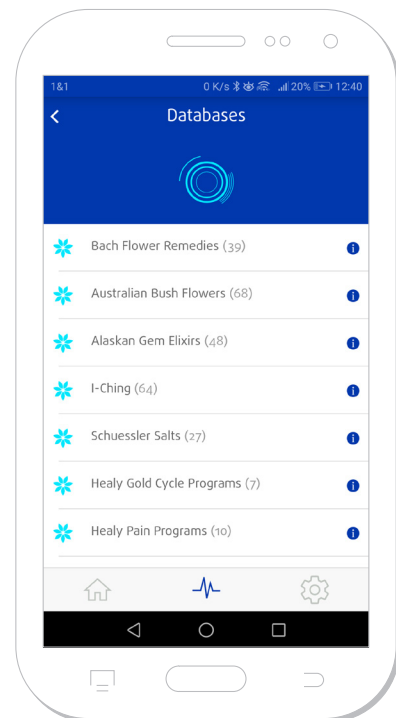 1&1 0 K/s 20% 12:40
Databases
Bach Flower Remedies (39)
Australian Bush Flowers (68)
Alaskan Gem Elixirs (48)
I-Ching (64)
Schuessler Salts (27)
Healy Gold Cycle Programs (7)
Healy Pain Programs (10)